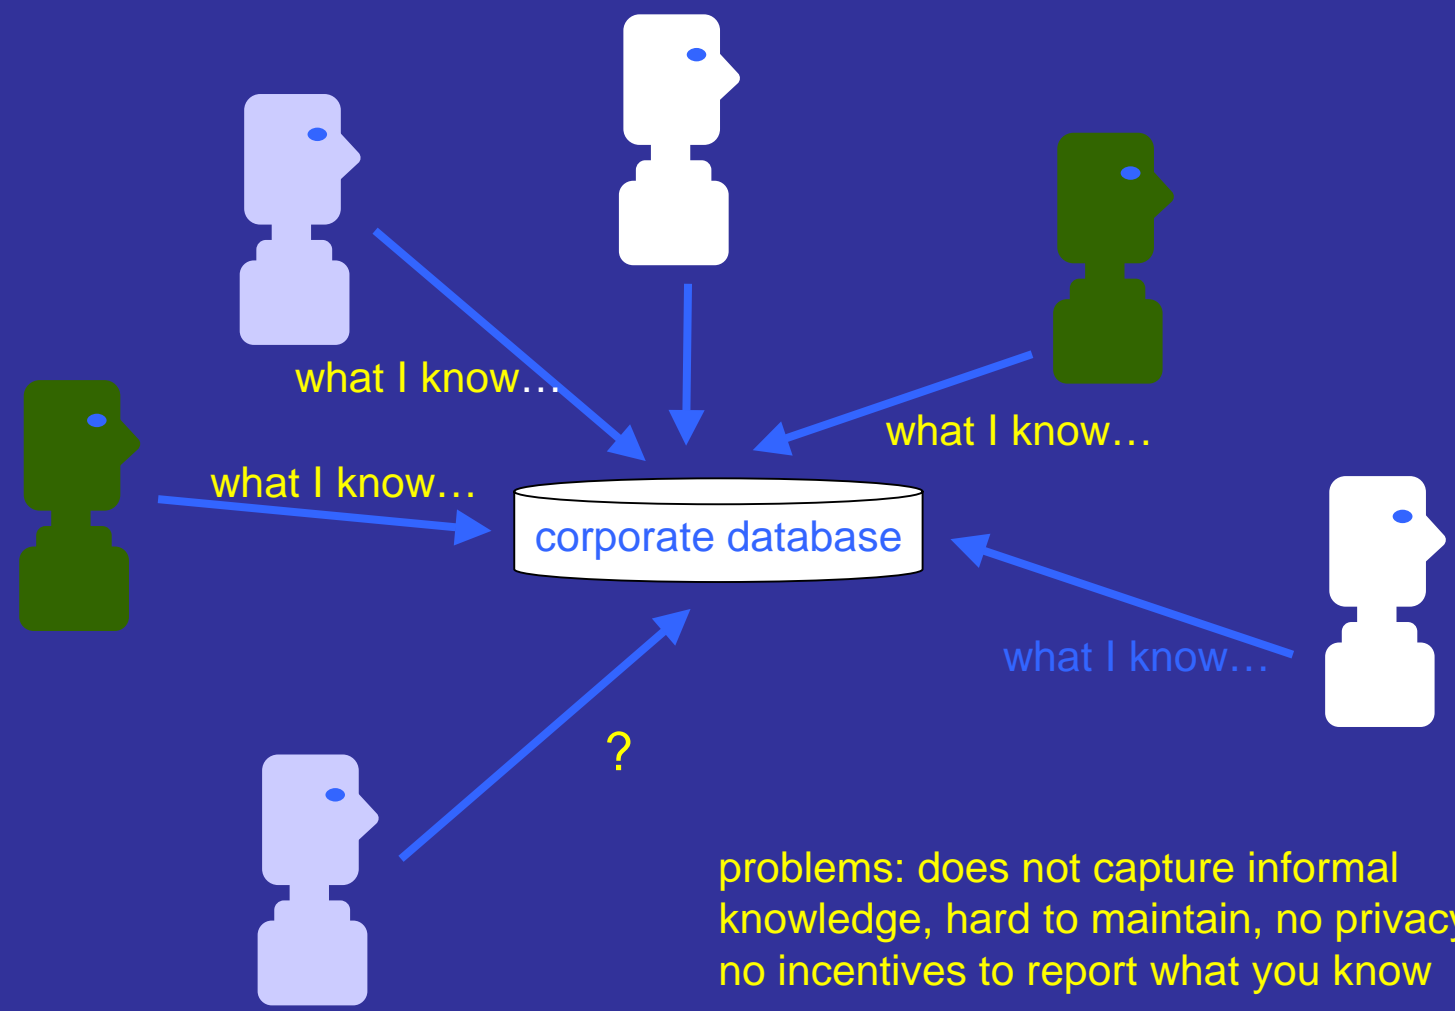 what I know…
what I know…
what I know…
corporate database
what I know…
?
problems: does not capture informal
knowledge, hard to maintain, no privacy
no incentives to report what you know